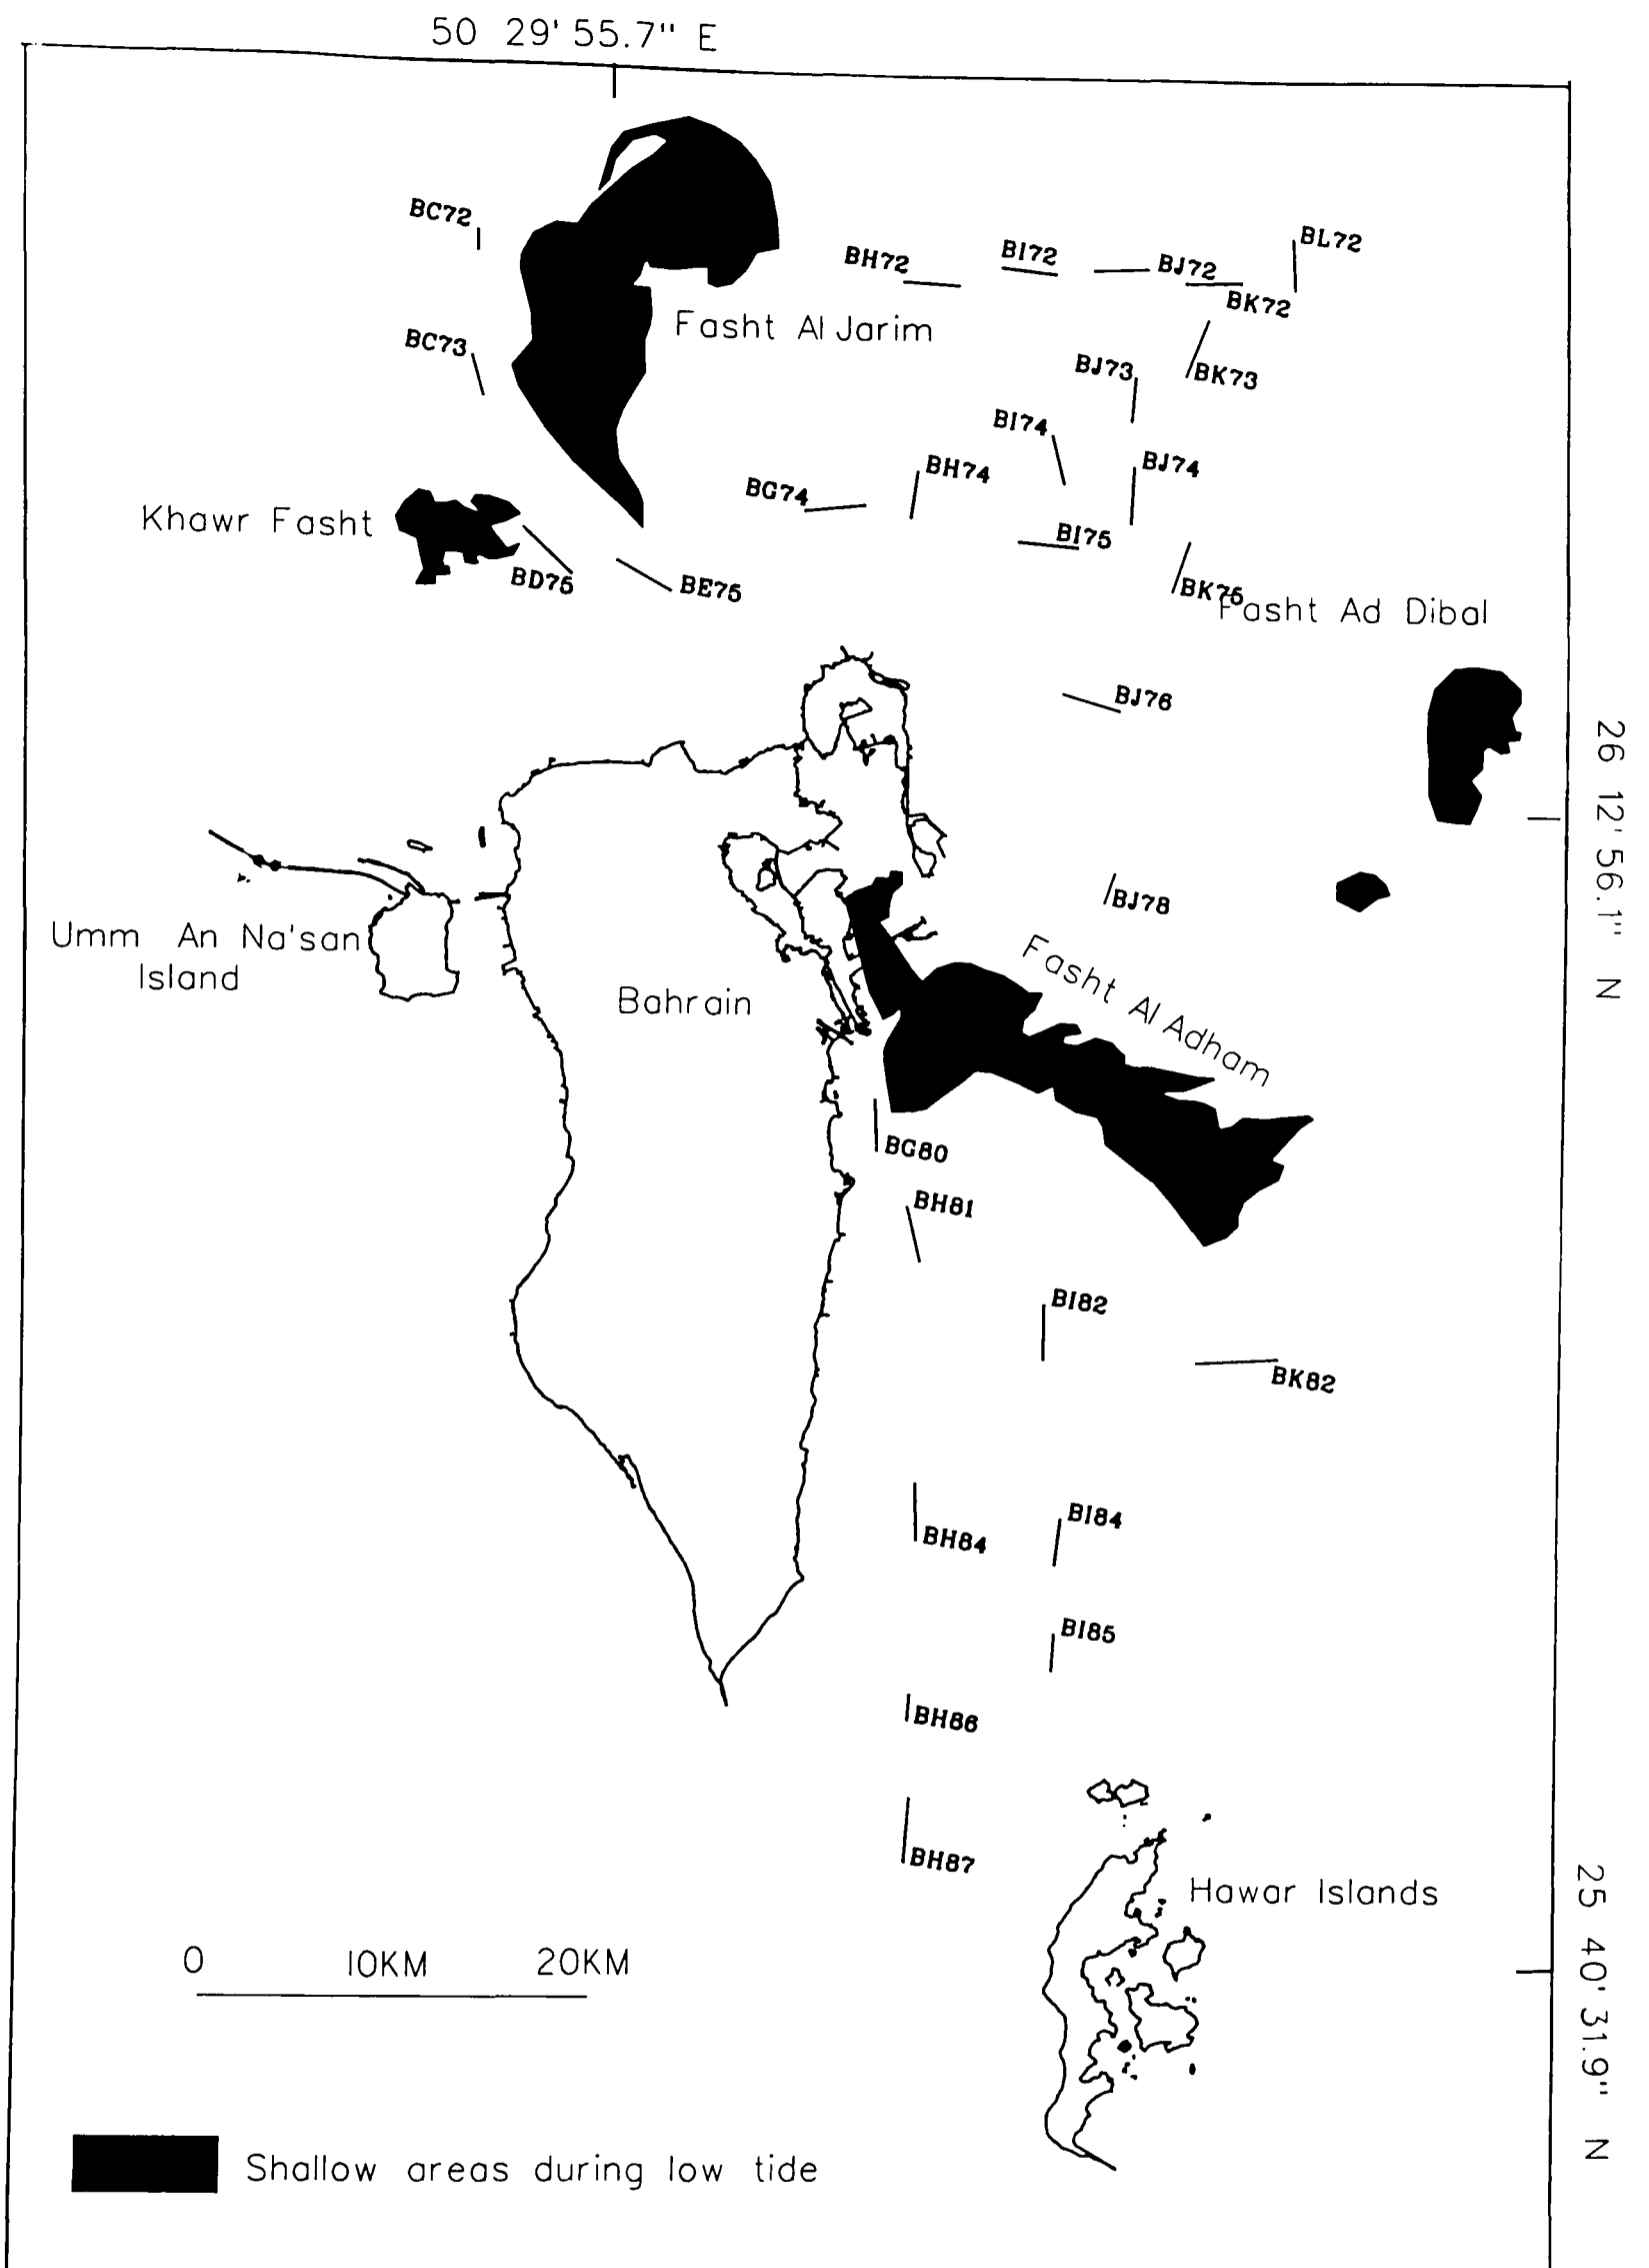 50 29' 55.7" E
BC72
BH72
BI72
BJ72
BL72
BK72
Fasht Al Jarim
BC73
BJ73
BK73
BI74
BG74
BH74
BJ74
Khawr Fasht
BI75
BD75
BE75
BK75
Fasht Ad Dibal
BJ76
26 12' 56.1" N
BJ78
Umm An Na'san
Island
Bahrain
Fasht Al Adham
BG80
BH81
BI82
BK82
BH84
BI84
BI85
BH86
BH87
Hawar Islands
25 40' 31.9" N
0 10KM 20KM
Shallow areas during low tide